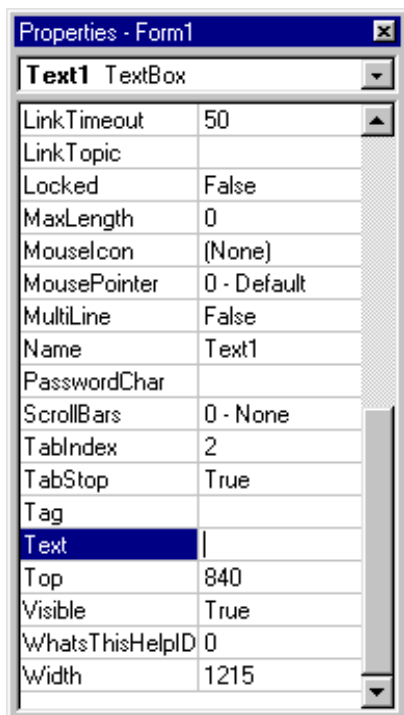 Properties - Form1
Text1 TextBox
LinkTimeout 50
LinkTopic
Locked False
MaxLength 0
MouseIcon (None)
MousePointer 0 - Default
MultiLine False
Name Text1
PasswordChar
ScrollBars 0 - None
TabIndex 2
TabStop True
Tag
Text
Top 840
Visible True
WhatsThisHelpID 0
Width 1215